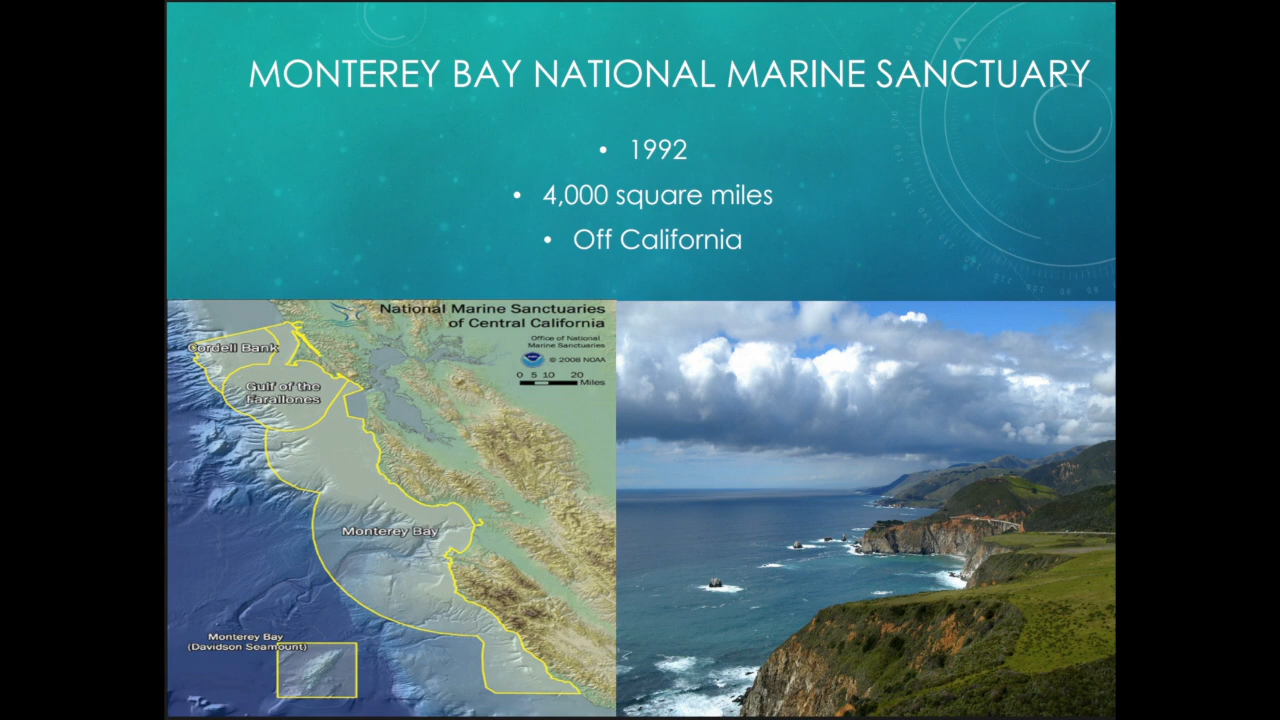 MONTEREY BAY NATIONAL MARINE SANCTUARY
• 1992
• 4,000 square miles
• Off California
National Marine Sanctuaries
of Central California
Office of National
Marine Sanctuaries
© 2008 NOAA
0 5 10 20
Miles
Cordell Bank
Gulf of the
Farallones
Monterey Bay
Monterey Bay
(Davidson Seamount)